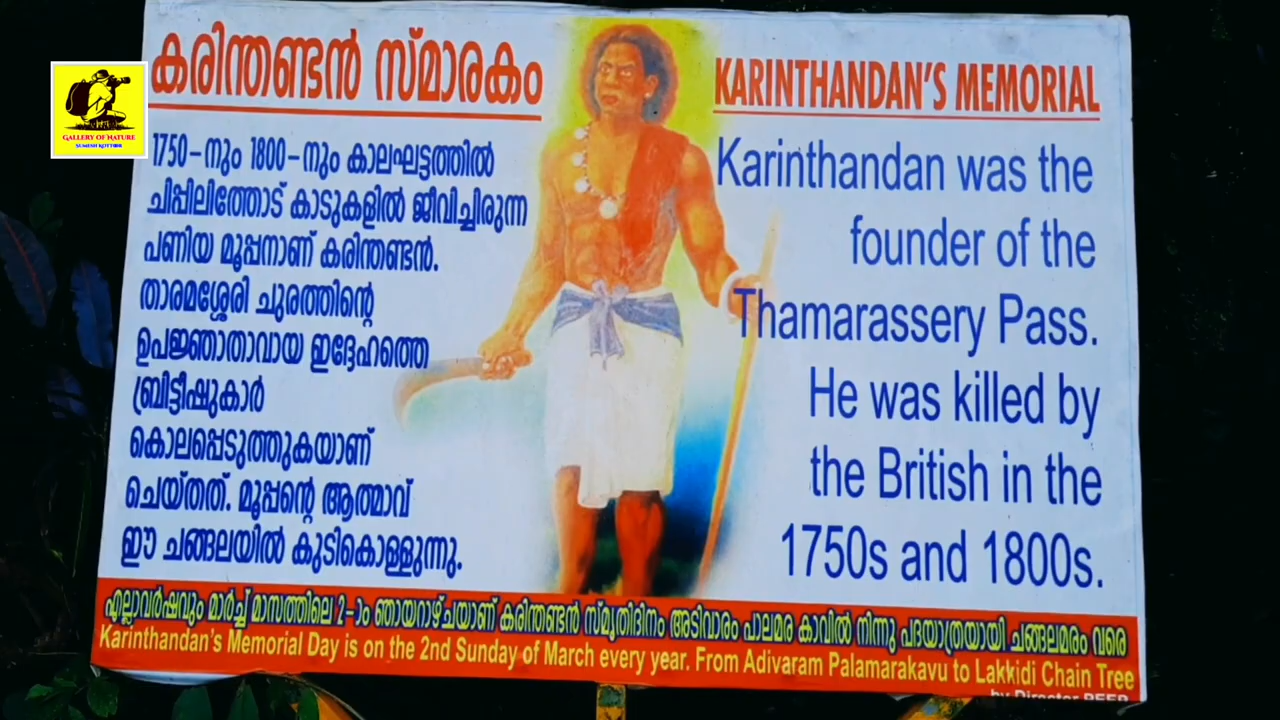 കരിന്തണ്ടൻ സ്മാരകം
1750-നും 1800-നും കാലഘട്ടത്തിൽ
ചിപ്പിലിത്തോട് കാടുകളിൽ ജീവിച്ചിരുന്ന
പണിയ മൂപ്പനാണ് കരിന്തണ്ടൻ.
താമരശ്ശേരി ചുരത്തിന്റെ
ഉപജ്ഞാതാവായ ഇദ്ദേഹത്തെ
ബ്രിട്ടീഷുകാർ
കൊലപ്പെടുത്തുകയാണ്
ചെയ്തത്. മൂപ്പന്റെ ആത്മാവ്
ഈ ചങ്ങലയിൽ കുടികൊള്ളുന്നു.
KARINTHANDAN'S MEMORIAL
Karinthandan was the
founder of the
Thamarassery Pass.
He was killed by
the British in the
1750s and 1800s.
എല്ലാവർഷവും മാർച്ച് മാസത്തിലെ 2-ാം ഞായറാഴ്ചയാണ് കരിന്തണ്ടൻ സ്മൃതിദിനം അടിവാരം പാലമര കാവിൽ നിന്നു പദയാത്രയായി ചങ്ങലമരം വരെ
Karinthandan's Memorial Day is on the 2nd Sunday of March every year. From Adivaram Palamarakavu to Lakkidi Chain Tree
by Director PEEP
GALLERY OF NATURE